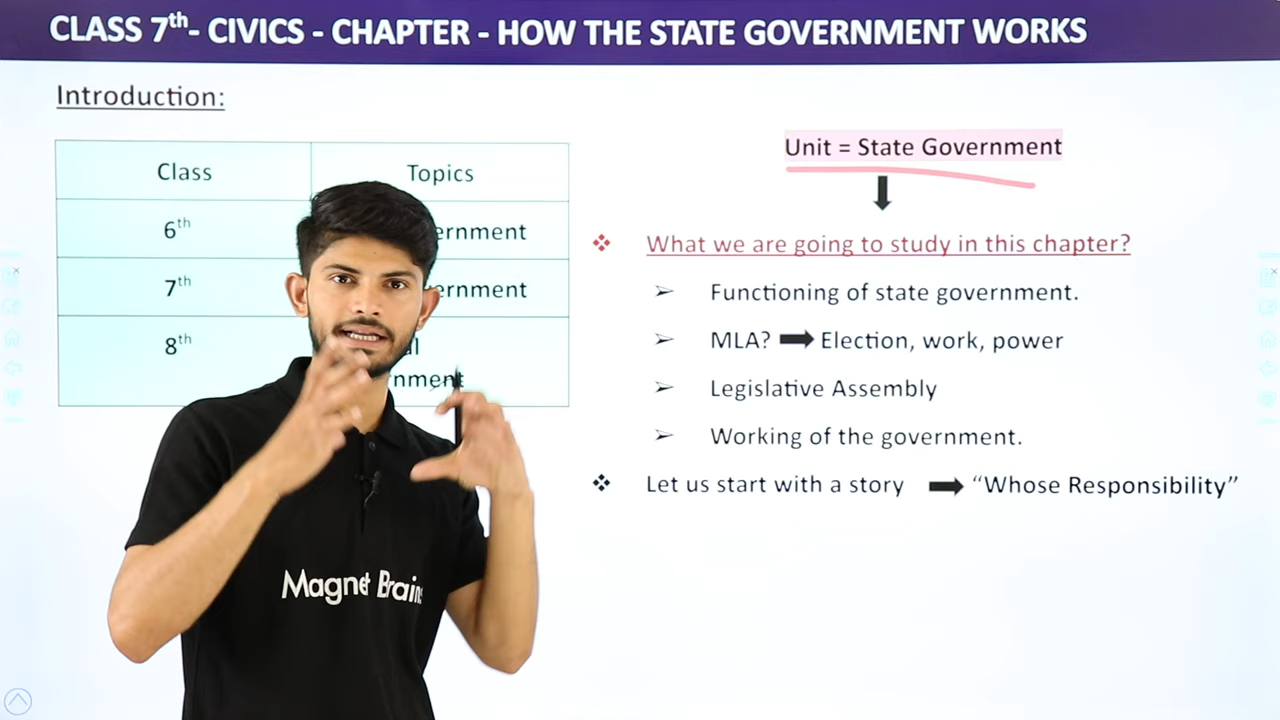 CLASS 7th- CIVICS - CHAPTER - HOW THE STATE GOVERNMENT WORKS
Introduction:
Class Topics
6th
7th
8th
Unit = State Government
What we are going to study in this chapter?
Functioning of state government.
MLA? Election, work, power
Legislative Assembly
Working of the government.
Let us start with a story “Whose Responsibility”
Magnet